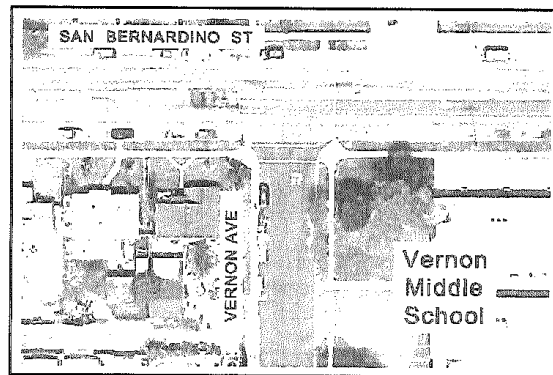 SAN BERNARDINO ST
VERNON AVE
Vernon
Middle
School